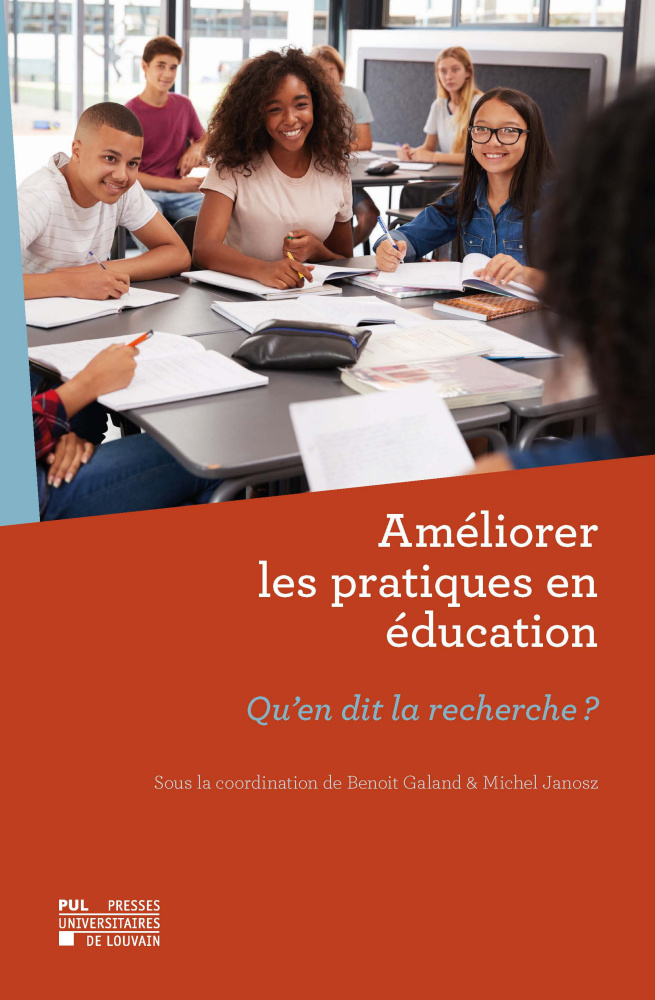 Améliorer
les pratiques en
éducation
Qu’en dit la recherche ?
Sous la coordination de Benoit Galand & Michel Janosz
PUL PRESSES
UNIVERSITAIRES
DE LOUVAIN